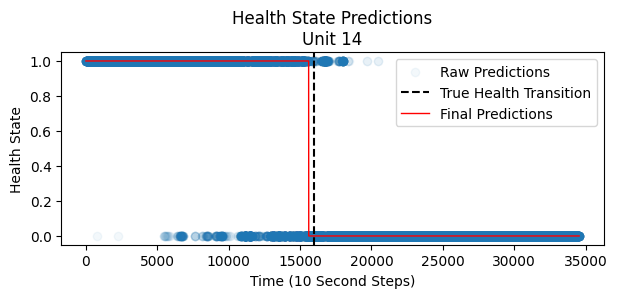 Health State Predictions
Unit 14
Health State
1.0
0.8
0.6
0.4
0.2
0.0
Raw Predictions
True Health Transition
Final Predictions
0 5000 10000 15000 20000 25000 30000 35000
Time (10 Second Steps)